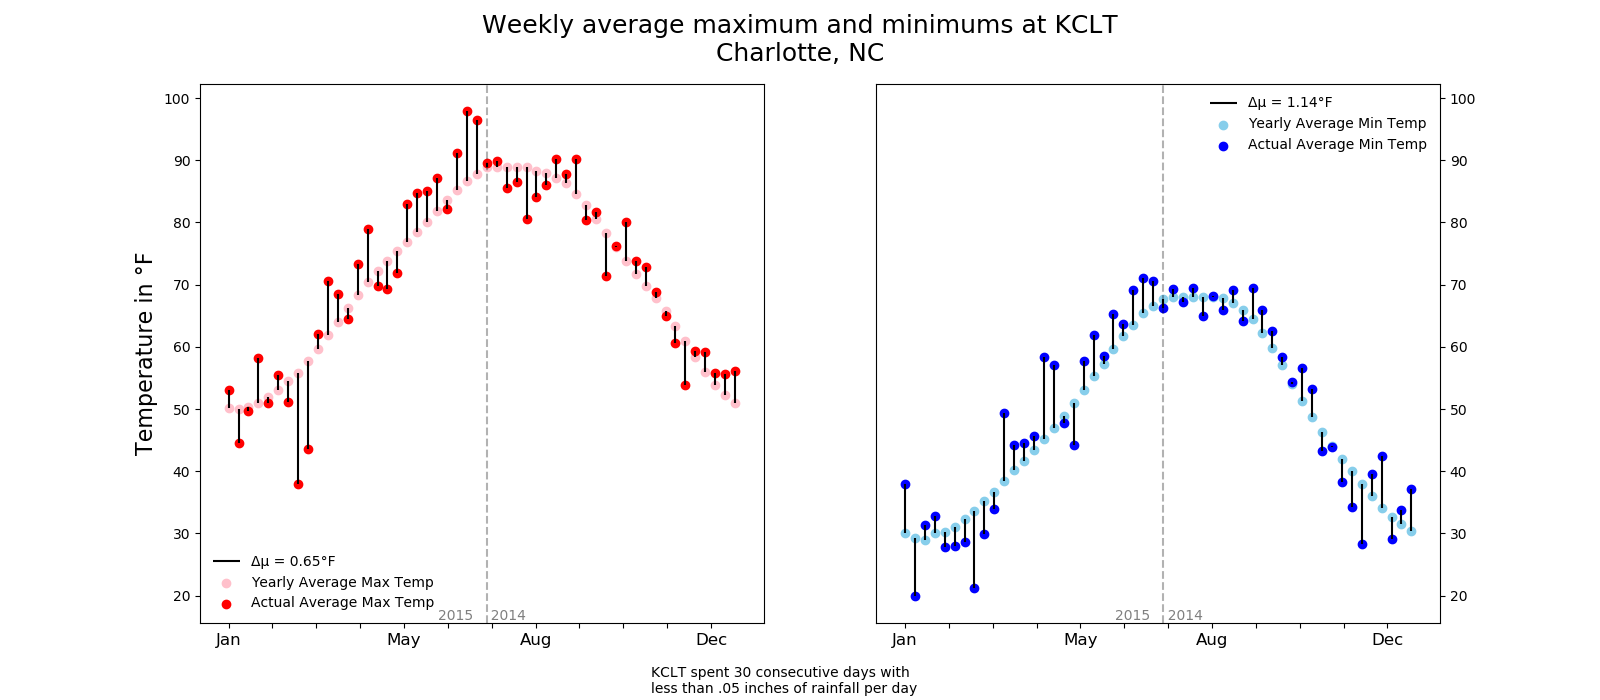 Weekly average maximum and minimums at KCLT
Charlotte, NC
Temperature in °F
100
90
80
70
60
50
40
30
20
Δμ = 0.65°F
Yearly Average Max Temp
Actual Average Max Temp
2015 2014
Jan May Aug Dec
Δμ = 1.14°F
Yearly Average Min Temp
Actual Average Min Temp
100
90
80
70
60
50
40
30
20
2015 2014
Jan May Aug Dec
KCLT spent 30 consecutive days with
less than .05 inches of rainfall per day